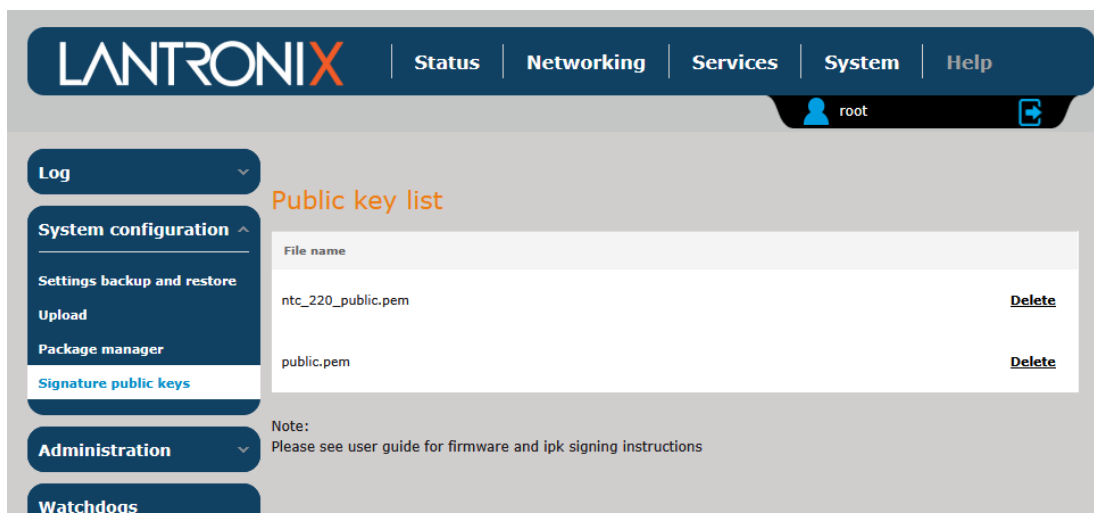 LANTRONIX
Status Networking Services System Help
root
Log
Public key list
System configuration
File name
Settings backup and restore
ntc_220_public.pem Delete
Upload
Package manager
public.pem Delete
Signature public keys
Note:
Please see user guide for firmware and ipk signing instructions
Administration
Watchdogs